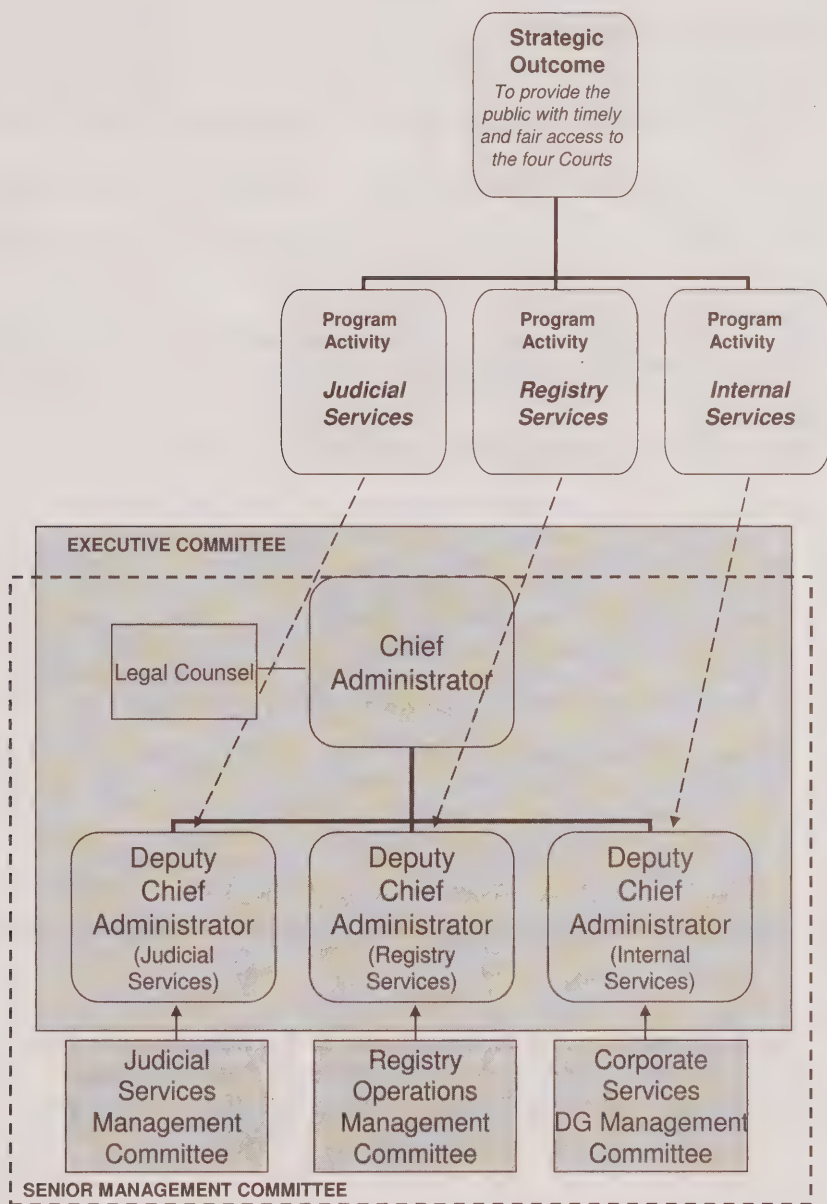 Strategic
Outcome
To provide the
public with timely
and fair access to
the four Courts
Program
Activity
Judicial
Services
Program
Activity
Registry
Services
Program
Activity
Internal
Services
EXECUTIVE COMMITTEE
Legal Counsel
Chief
Administrator
Deputy
Chief
Administrator
(Judicial
Services)
Deputy
Chief
Administrator
(Registry
Services)
Deputy
Chief
Administrator
(Internal
Services)
Judicial
Services
Management
Committee
Registry
Operations
Management
Committee
Corporate
Services
DG Management
Committee
SENIOR MANAGEMENT COMMITTEE